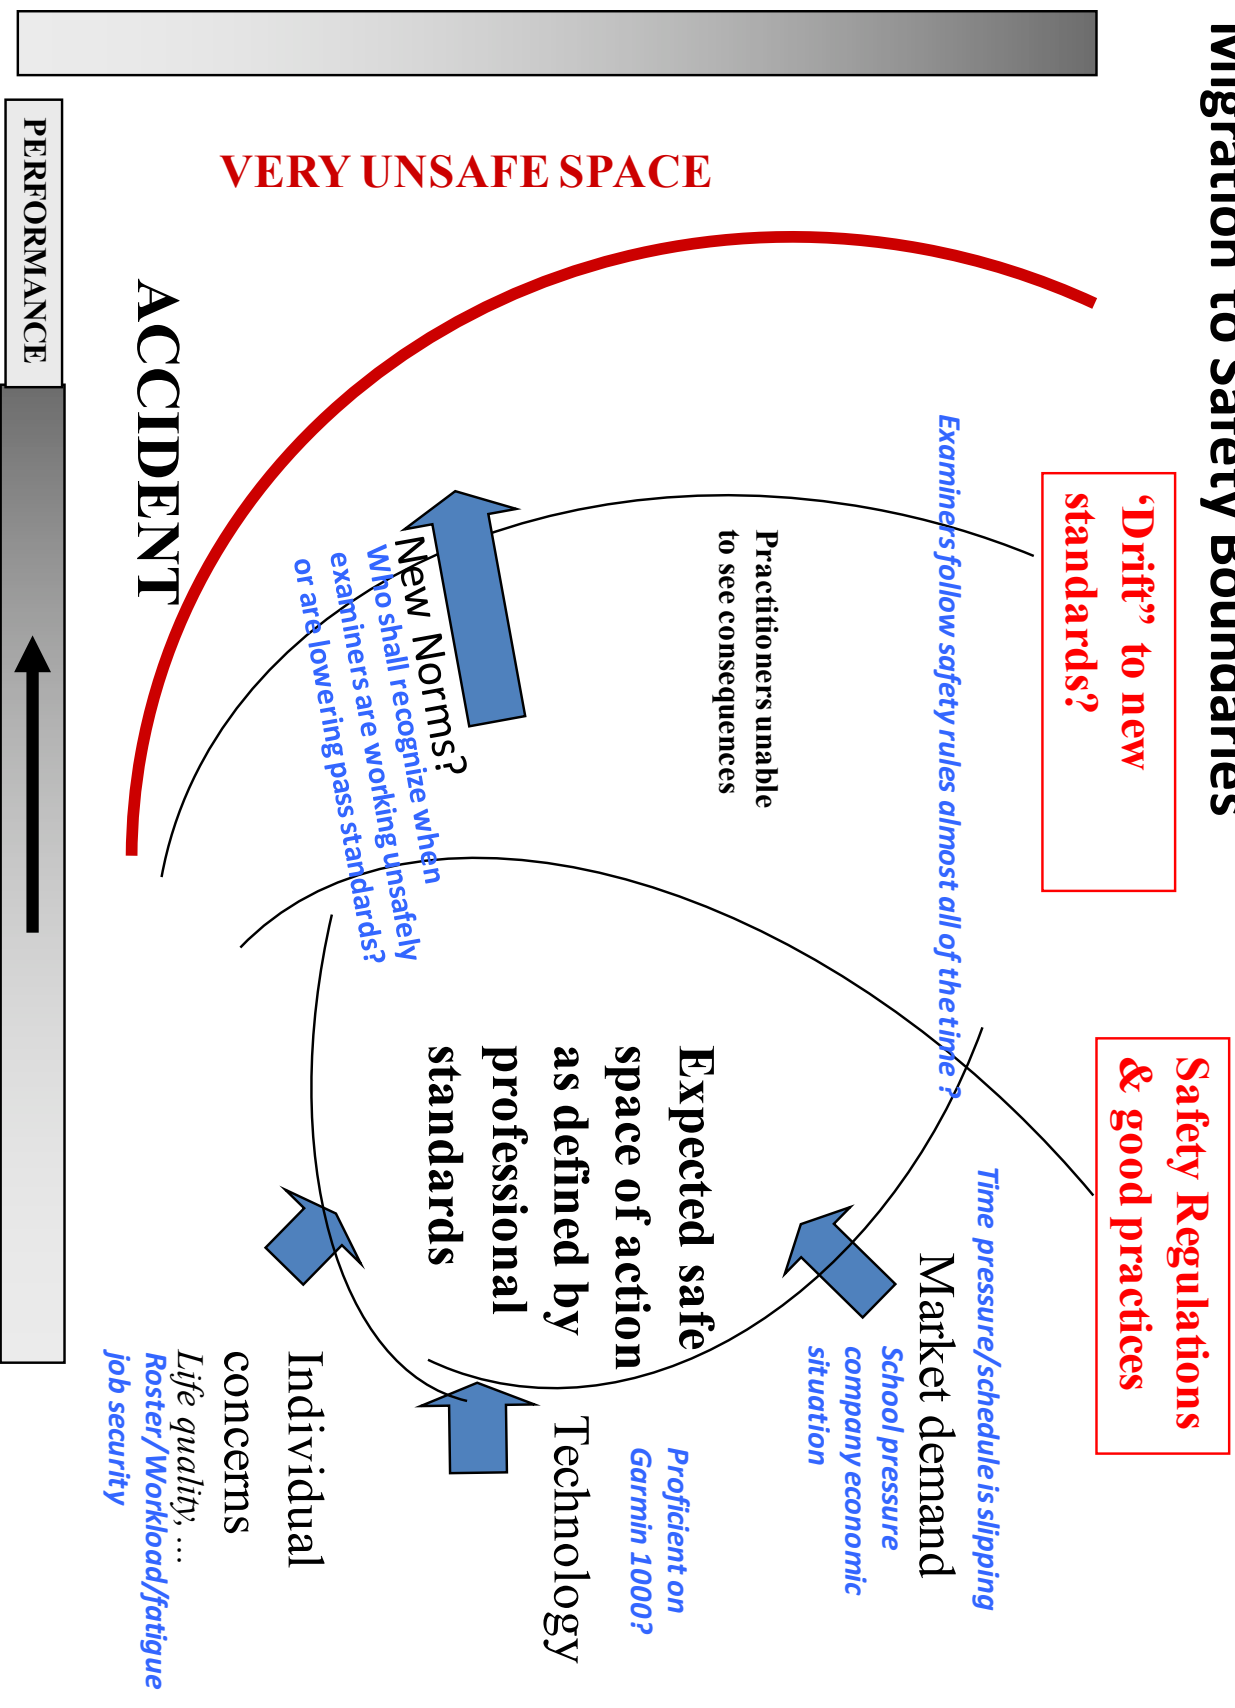 Migration to Safety Boundaries
‘Drift” to new
standards?
Safety Regulations
& good practices
Examiners follow safety rules almost all of the time ?
Time pressure/schedule is slipping
Market demand
School pressure
company economic
situation
VERY UNSAFE SPACE
Practitioners unable
to see consequences
Expected safe
space of action
as defined by
professional
standards
Proficient on
Garmin 1000?
Technology
New Norms?
Who shall recognize when
examiners are working unsafely
or are lowering pass standards?
Individual
concerns
Life quality, ...
Roster/Workload/fatigue
job security
ACCIDENT
PERFORMANCE